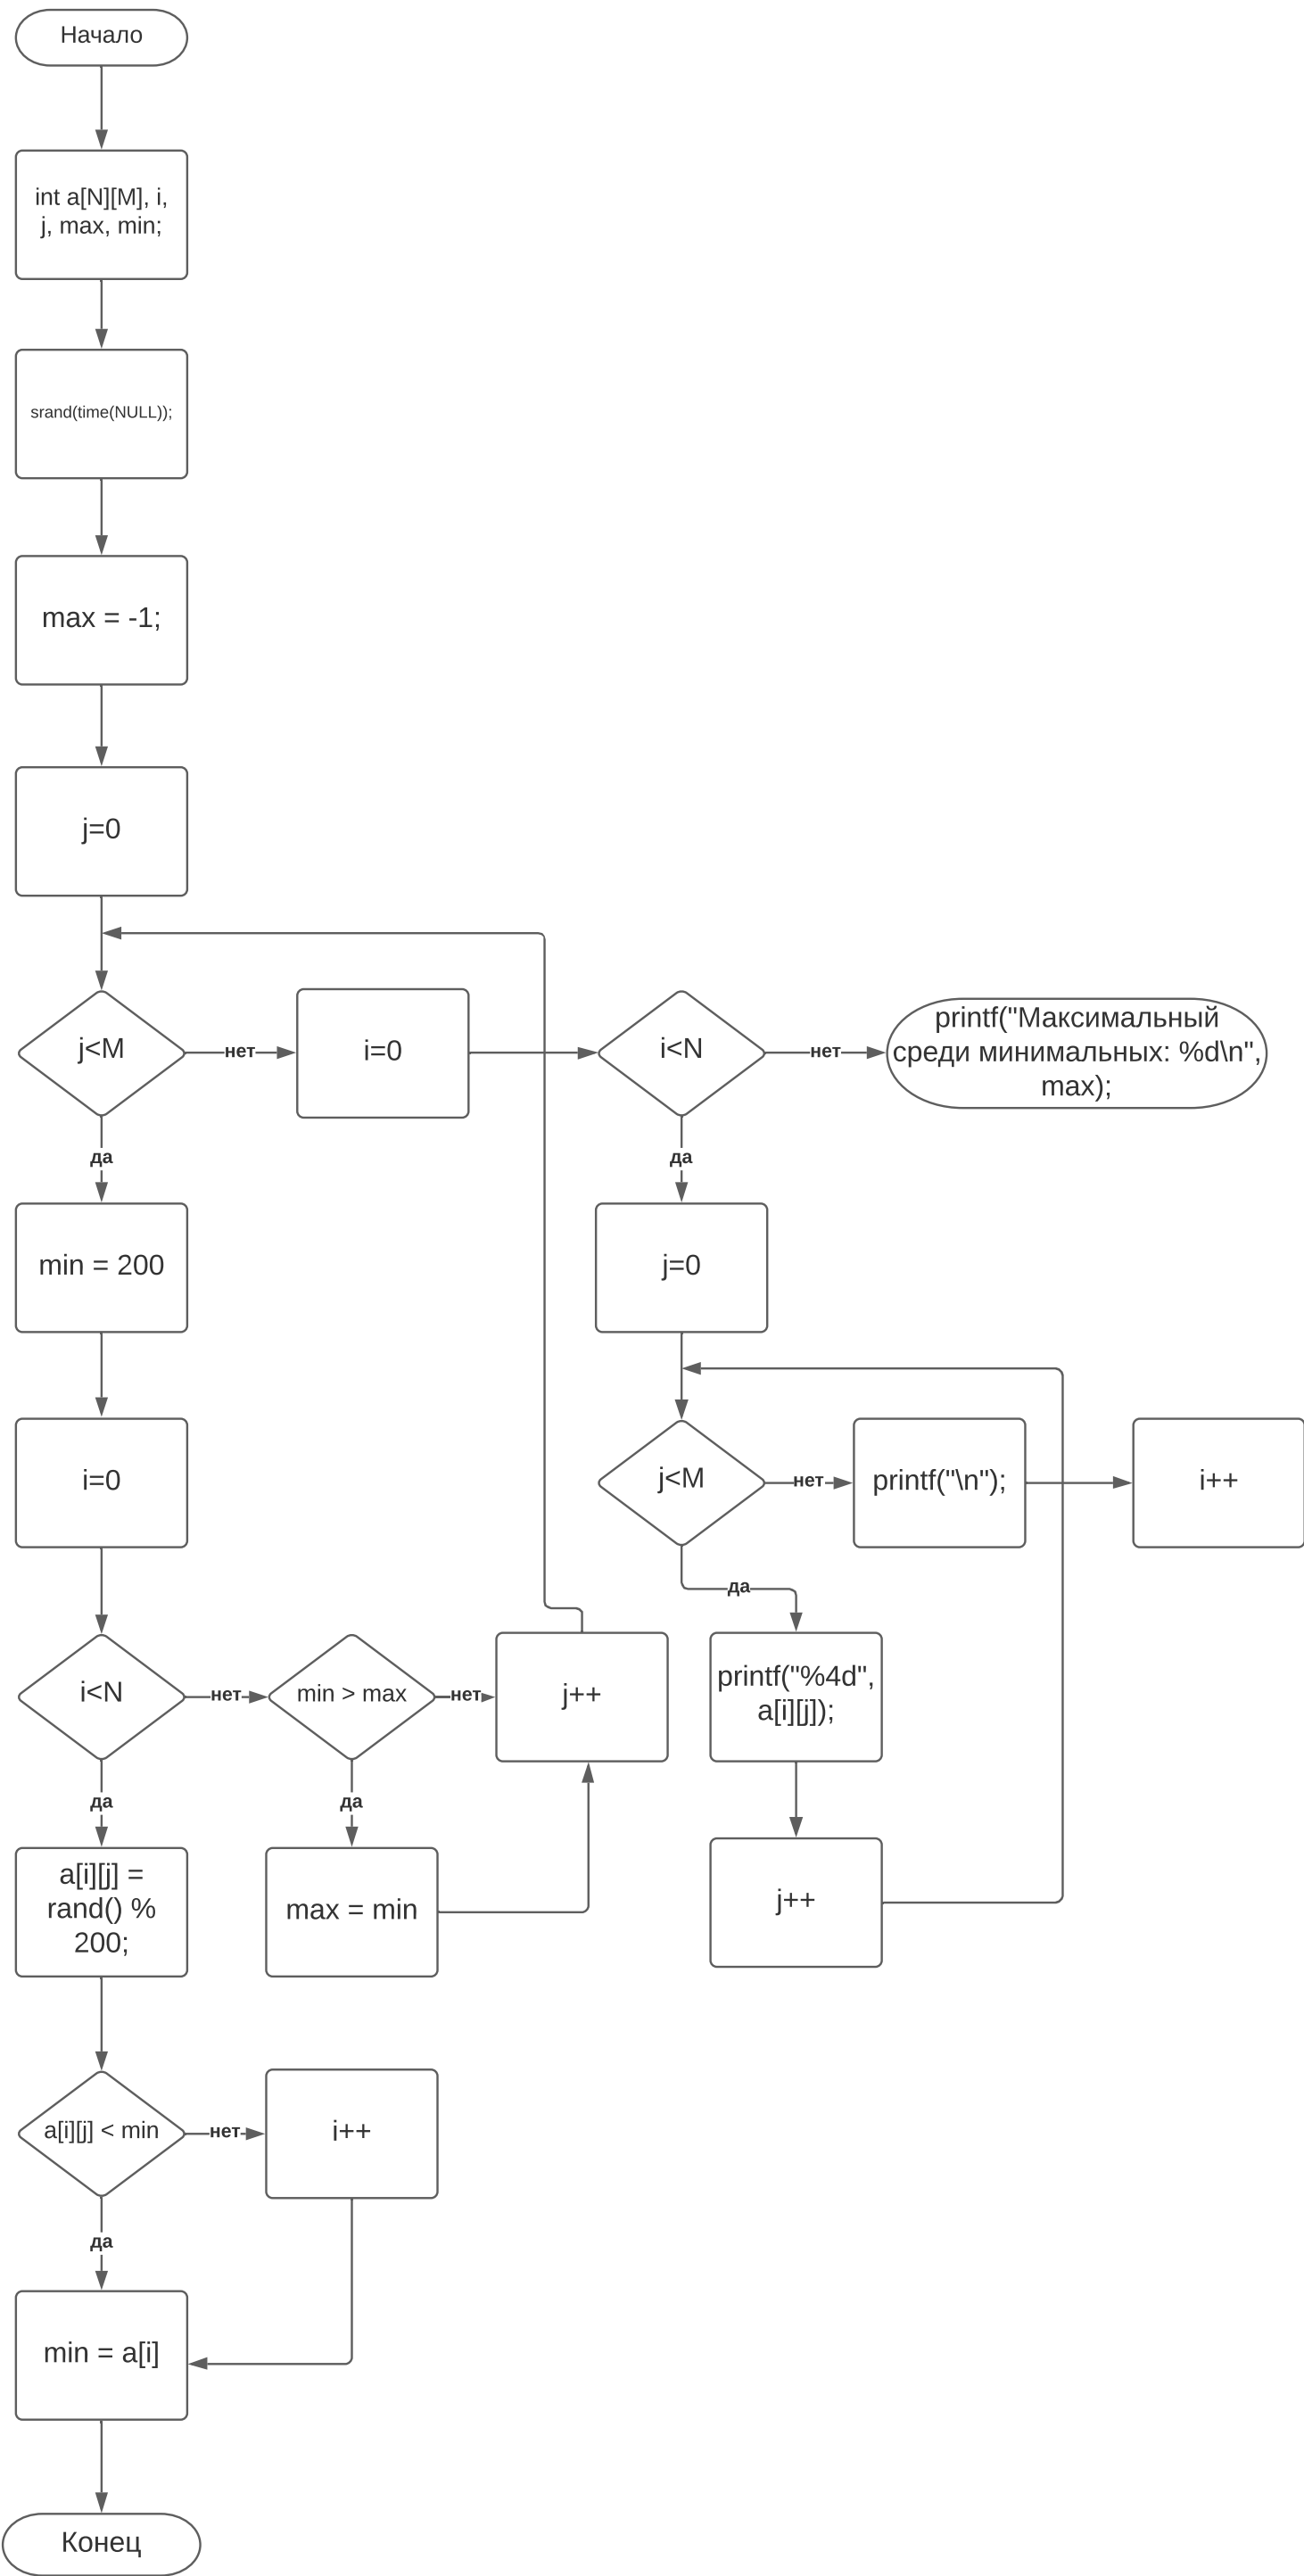 Начало
int a[N][M], i,
j, max, min;
srand(time(NULL));
max = -1;
j=0
j<M
нет
i=0
i<N
нет
printf("Максимальный
среди минимальных: %d\n",
max);
да
да
min = 200
j=0
i=0
j<M
нет
printf("\n");
i++
да
i<N
нет
min > max
нет
j++
printf("%4d",
a[i][j]);
да
да
a[i][j] =
rand() %
200;
max = min
j++
a[i][j] < min
нет
i++
да
min = a[i]
Конец